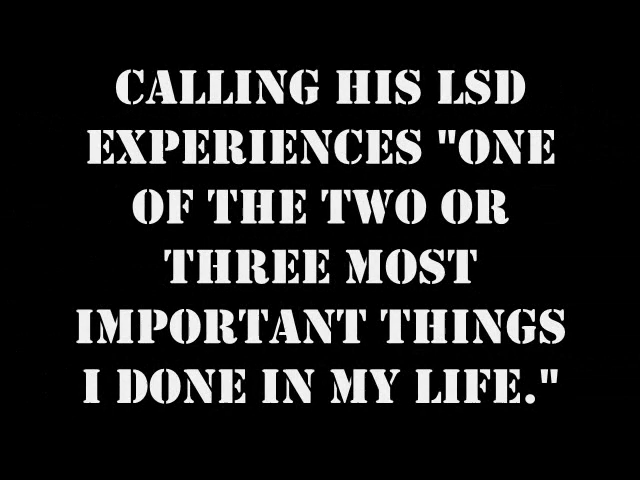 CALLING HIS LSD
EXPERIENCES "ONE
OF THE TWO OR
THREE MOST
IMPORTANT THINGS
I DONE IN MY LIFE."